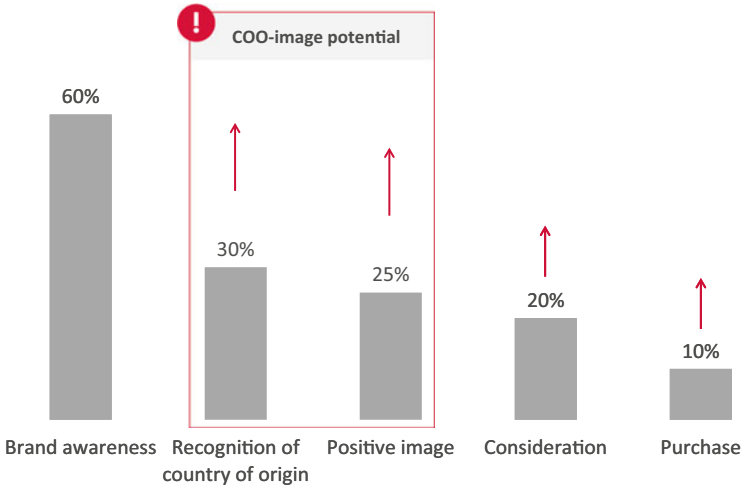 !
COO-image potential
60%
30%
25%
20%
10%
Brand awareness
Recognition of
country of origin
Positive image
Consideration
Purchase